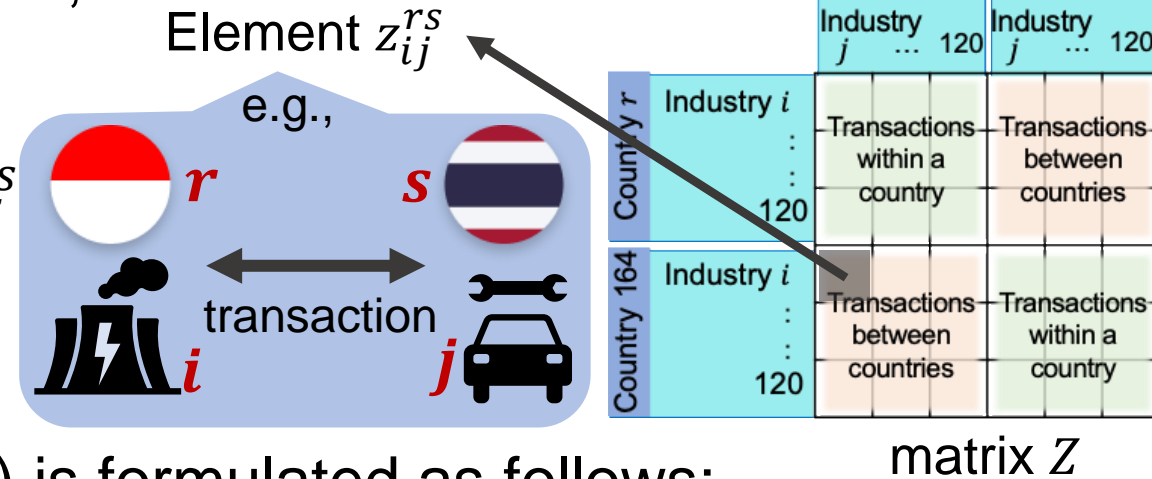 Element z_{ij}^{rs}
e.g.,
r
s
transaction
i
j
Industry
j ... 120
Industry
j ... 120
Country r
Industry i
:
:
120
Transactions
within a
country
Transactions
between
countries
Country 164
Industry i
:
:
120
Transactions
between
countries
Transactions
within a
country
matrix Z
) is formulated as follows: